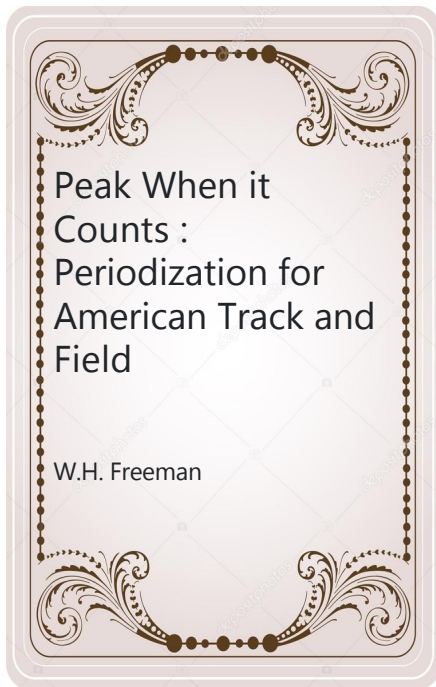 Peak When it
Counts :
Periodization for
American Track and
Field
W.H. Freeman